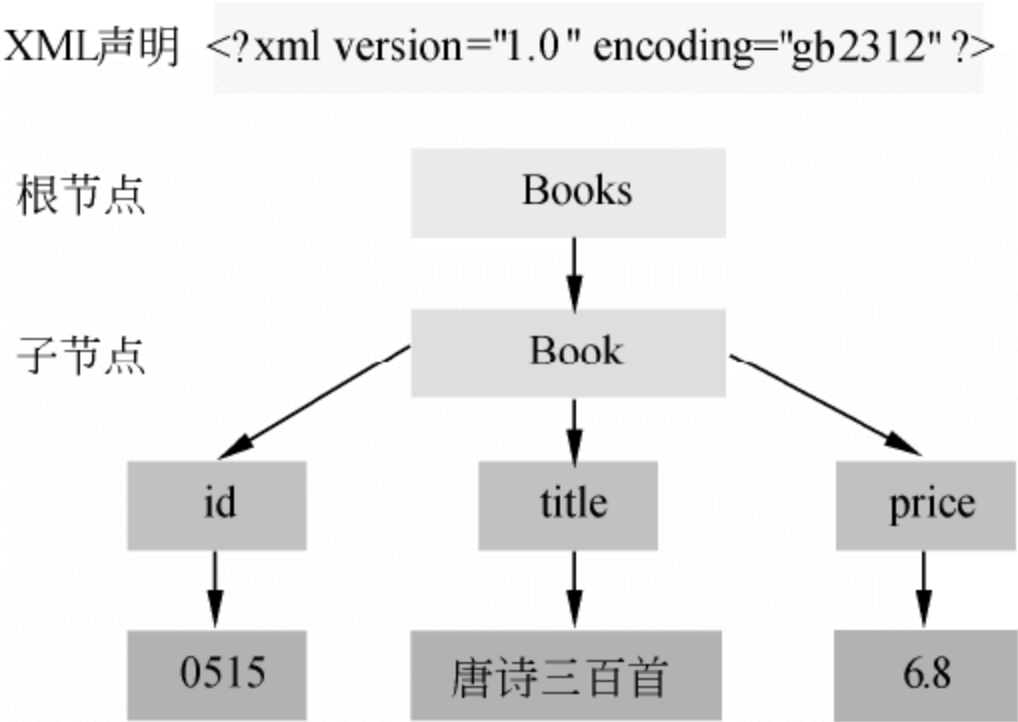 XML声明 <?xml version="1.0" encoding="gb2312" ?>
根节点 Books
子节点 Book
id title price
0515 唐诗三百首 6.8